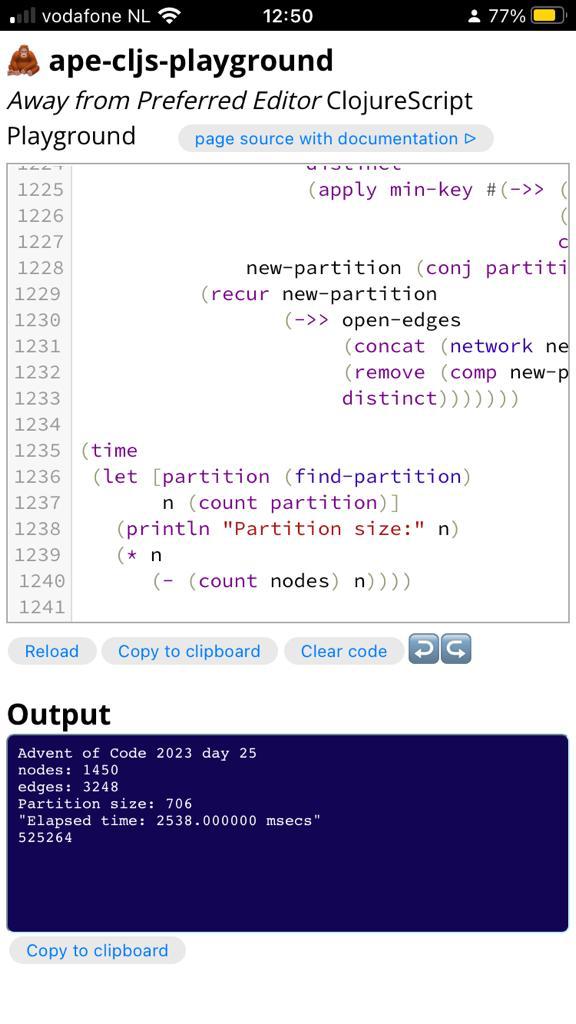 vodafone NL 12:50 77%
ape-cljs-playground
Away from Preferred Editor ClojureScript
Playground page source with documentation ᐅ
1224 distinct
1225 (apply min-key #(->> (
1226 (
1227 c
1228 new-partition (conj partiti
1229 (recur new-partition
1230 (->> open-edges
1231 (concat (network ne
1232 (remove (comp new-p
1233 distinct)))))))
1234
1235 (time
1236 (let [partition (find-partition)
1237 n (count partition)]
1238 (println "Partition size:" n)
1239 (* n
1240 (- (count nodes) n))))
1241
Reload Copy to clipboard Clear code
Output
Advent of Code 2023 day 25
nodes: 1450
edges: 3248
Partition size: 706
"Elapsed time: 2538.000000 msecs"
525264
Copy to clipboard